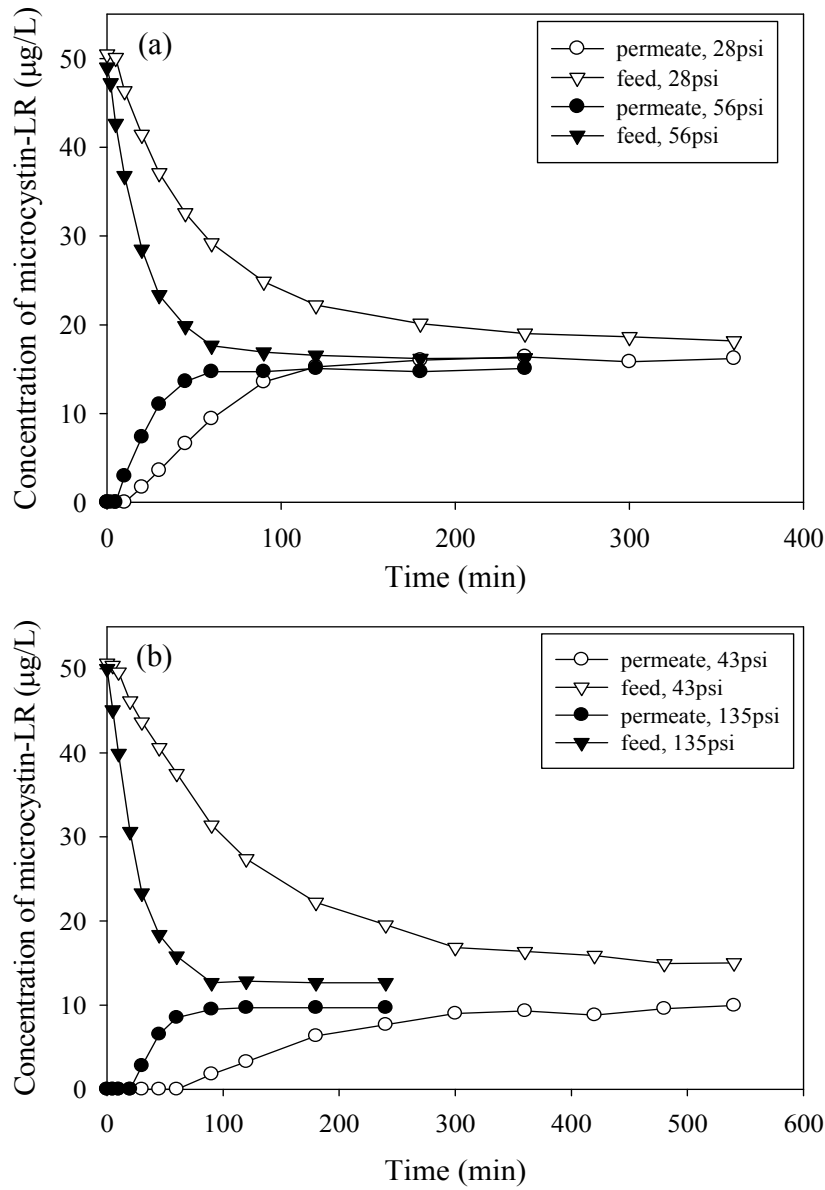 (a)
permeate, 28psi
feed, 28psi
permeate, 56psi
feed, 56psi
Concentration of microcystin-LR (µg/L)
50
40
30
20
10
0
0 100 200 300 400
Time (min)
(b)
permeate, 43psi
feed, 43psi
permeate, 135psi
feed, 135psi
Concentration of microcystin-LR (µg/L)
50
40
30
20
10
0
0 100 200 300 400 500 600
Time (min)